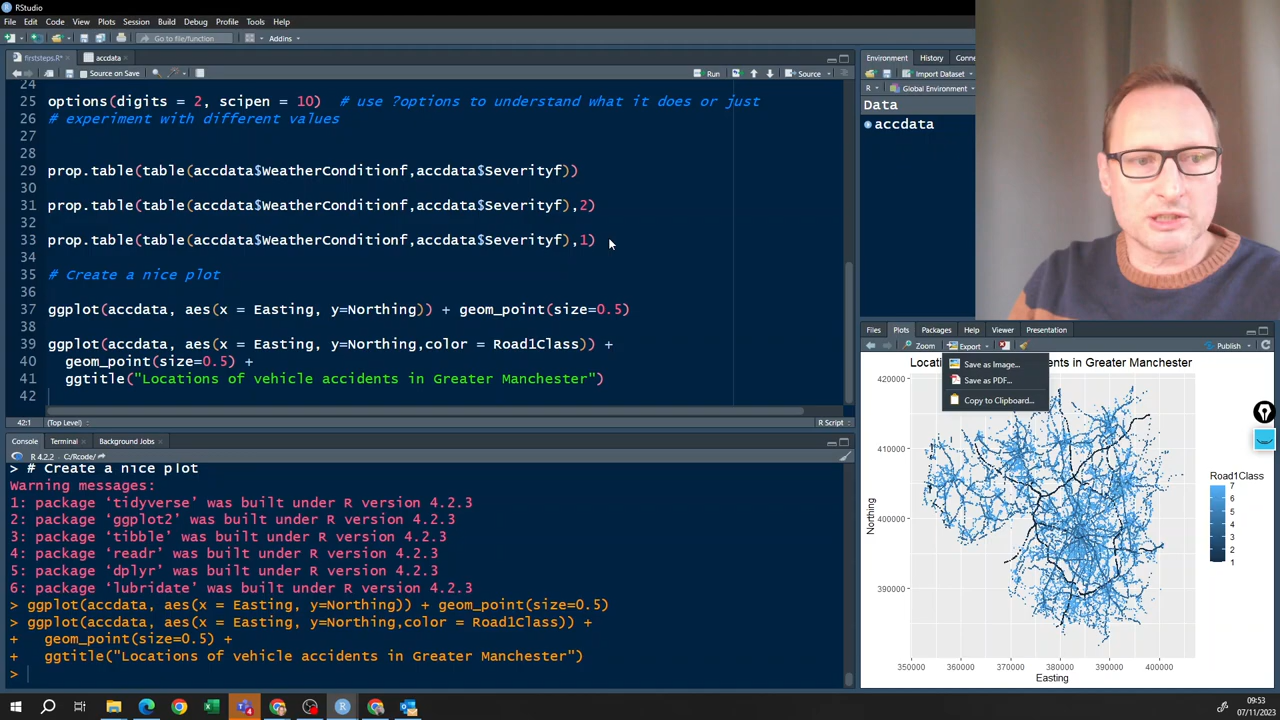 RStudio
File Edit Code View Plots Session Build Debug Profile Tools Help
Go to file/function Addins
firststeps.R* accdata
Source on Save Run Source
24
25 options(digits = 2, scipen = 10) # use ?options to understand what it does or just
26 # experiment with different values
27
28
29 prop.table(table(accdata$WeatherConditionf,accdata$Severityf))
30
31 prop.table(table(accdata$WeatherConditionf,accdata$Severityf),2)
32
33 prop.table(table(accdata$WeatherConditionf,accdata$Severityf),1)
34
35 # Create a nice plot
36
37 ggplot(accdata, aes(x = Easting, y=Northing)) + geom_point(size=0.5)
38
39 ggplot(accdata, aes(x = Easting, y=Northing,color = Road1Class)) +
40 geom_point(size=0.5) +
41 ggtitle("Locations of vehicle accidents in Greater Manchester")
42
42:1 (Top Level) R Script
Console Terminal Background Jobs
R 4.2.2 · C:/Rcode/
> # Create a nice plot
Warning messages:
1: package ‘tidyverse’ was built under R version 4.2.3
2: package ‘ggplot2’ was built under R version 4.2.3
3: package ‘tibble’ was built under R version 4.2.3
4: package ‘readr’ was built under R version 4.2.3
5: package ‘dplyr’ was built under R version 4.2.3
6: package ‘lubridate’ was built under R version 4.2.3
> ggplot(accdata, aes(x = Easting, y=Northing)) + geom_point(size=0.5)
> ggplot(accdata, aes(x = Easting, y=Northing,color = Road1Class)) +
+ geom_point(size=0.5) +
+ ggtitle("Locations of vehicle accidents in Greater Manchester")
>
Environment History Conne
Import Dataset
R Global Environment
Data
accdata
Files Plots Packages Help Viewer Presentation
Zoom Export Publish
Save as Image...
Save as PDF...
Copy to Clipboard...
Loca ents in Greater Manchester
420000
410000
400000
390000
Northing
350000 360000 370000 380000 390000 400000
Easting
Road1Class
7
6
5
4
3
2
1
09:53
07/11/2023